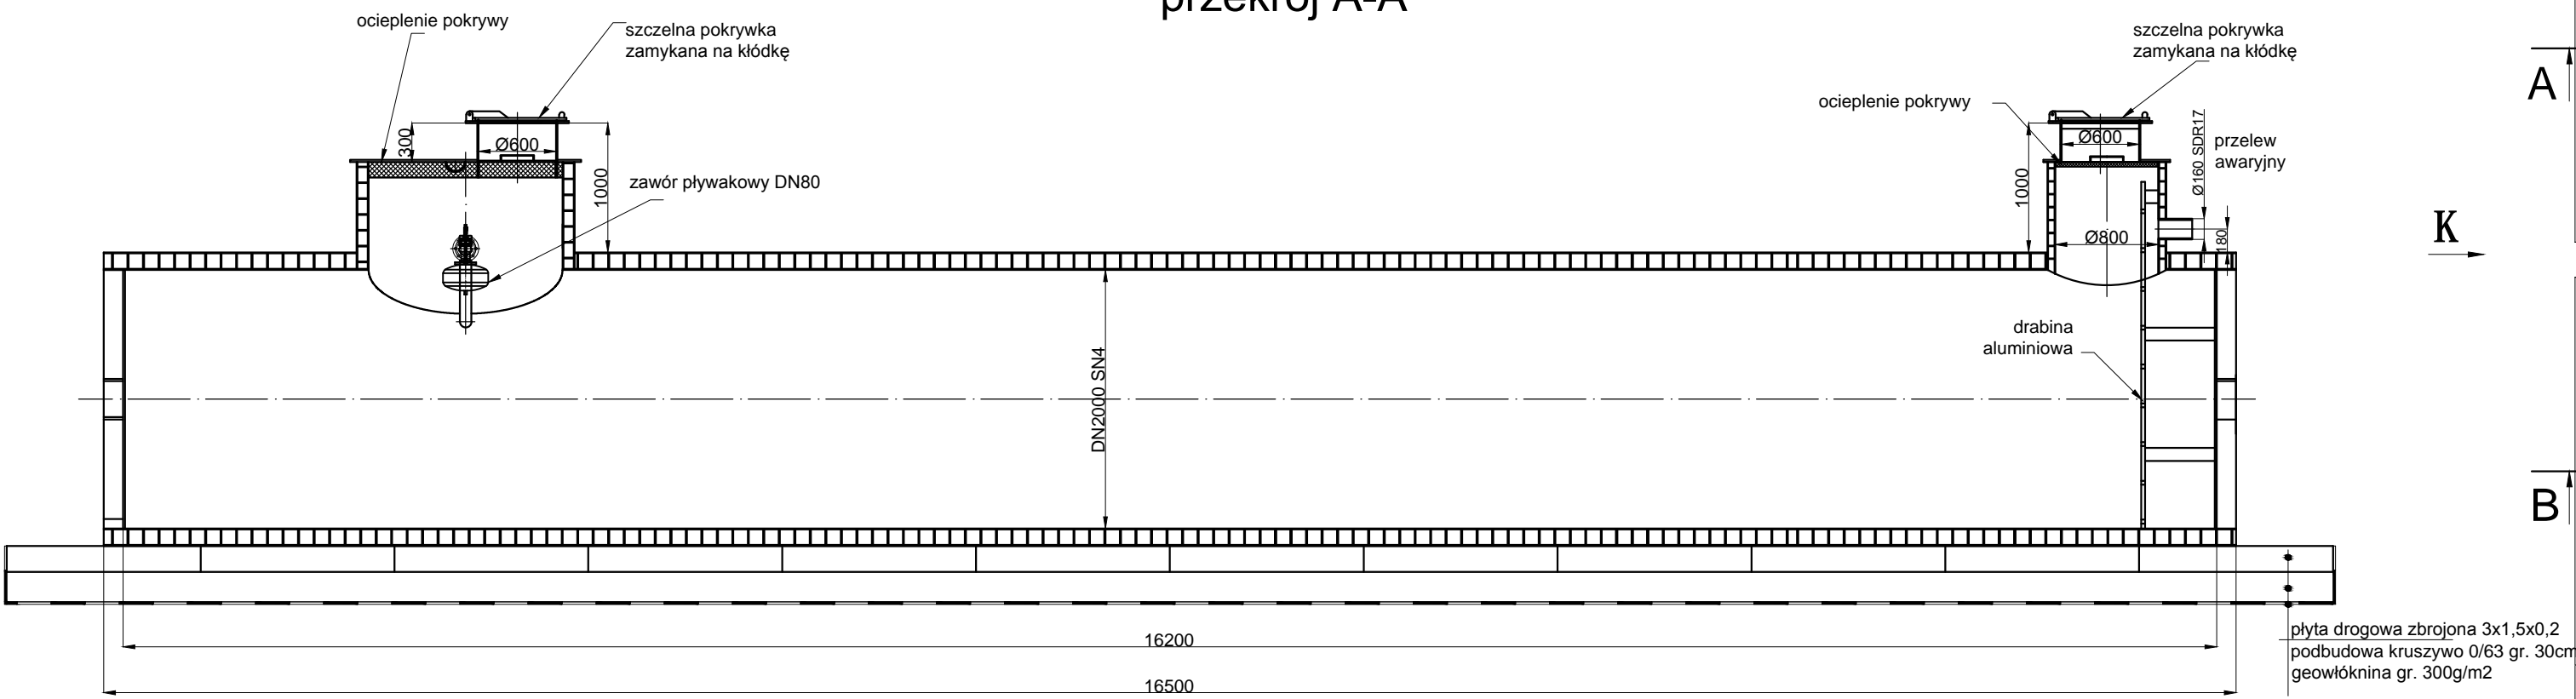 przekrój A-A
ocieplenie pokrywy
szczelna pokrywka
zamykana na kłódkę
szczelna pokrywka
zamykana na kłódkę
A
ocieplenie pokrywy
300
Ø600
1000
zawór pływakowy DN80
Ø600
1000
Ø160 SDR17
przelew
awaryjny
Ø800
180
K
drabina
aluminiowa
DN2000 SN4
B
16200
płyta drogowa zbrojona 3x1,5x0,2
podbudowa kruszywo 0/63 gr. 30cm
geowłóknina gr. 300g/m2
16500